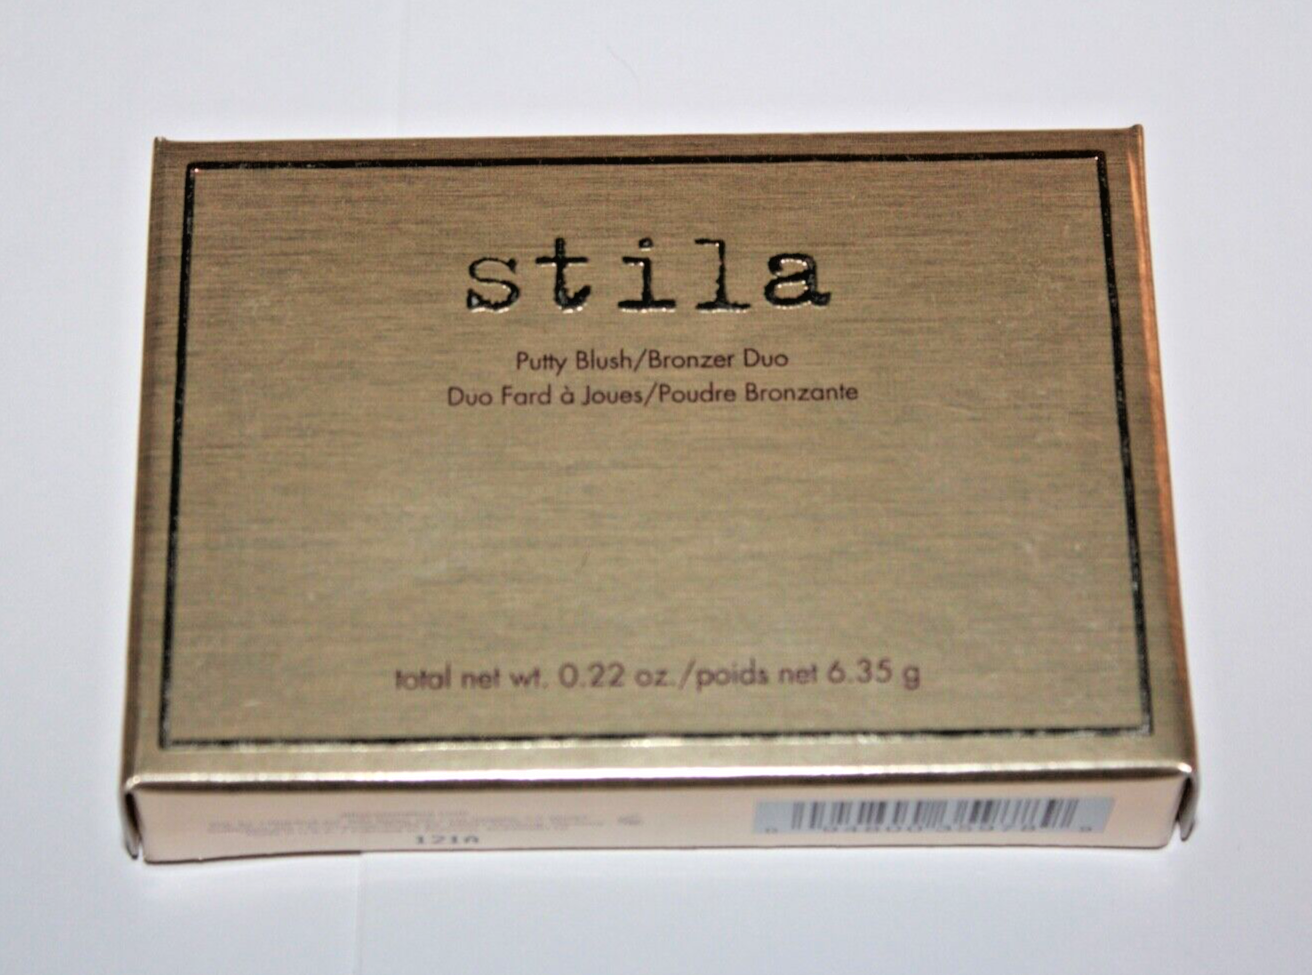 stila
Putty Blush/Bronzer Duo
Duo Fard à Joues/Poudre Bronzante
total net wt. 0.22 oz./poids net 6.35 g
121A